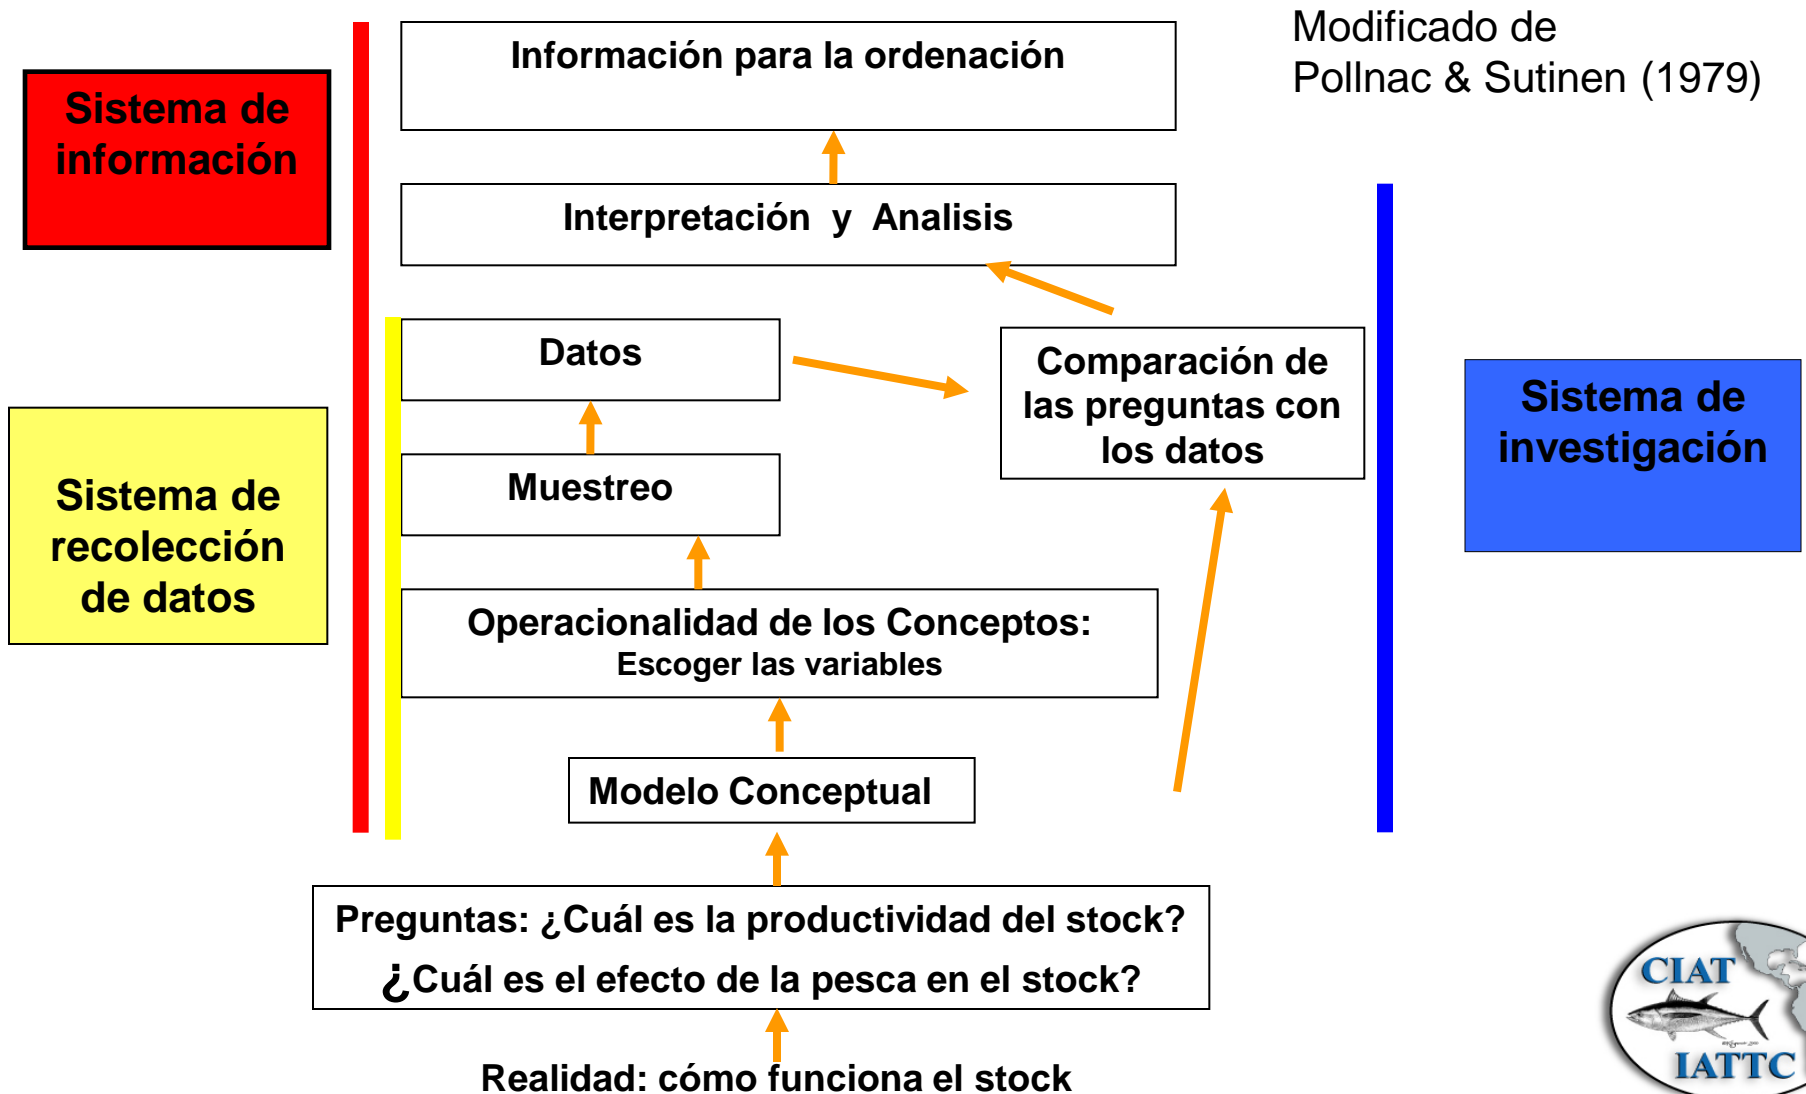 Modificado de
Pollnac & Sutinen (1979)
Información para la ordenación
Sistema de
información
Interpretación y Analisis
Datos
Comparación de
las preguntas con
los datos
Sistema de
investigación
Muestreo
Sistema de
recolección
de datos
Operacionalidad de los Conceptos:
Escoger las variables
Modelo Conceptual
Preguntas: ¿Cuál es la productividad del stock?
¿Cuál es el efecto de la pesca en el stock?
Realidad: cómo funciona el stock
CIAT
IATTC